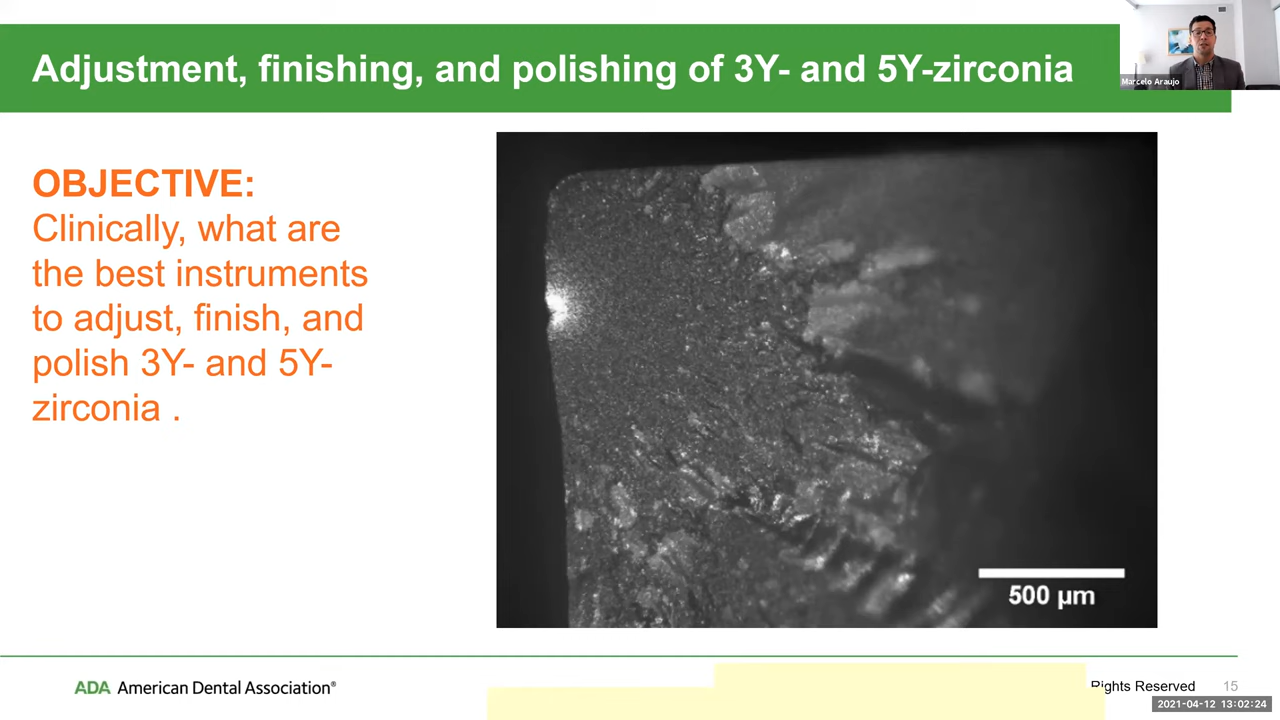 Adjustment, finishing, and polishing of 3Y- and 5Y-zirconia
Marcelo Araujo
OBJECTIVE:
Clinically, what are
the best instruments
to adjust, finish, and
polish 3Y- and 5Y-
zirconia .
500 µm
ADA American Dental Association®
Rights Reserved 15
2021-04-12 13:02:24